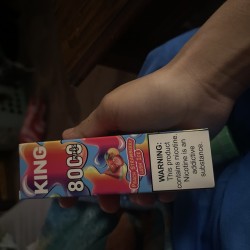 KING
8000
WARNING:
This product
contains nicotine.
Nicotine is an
addictive
substance.